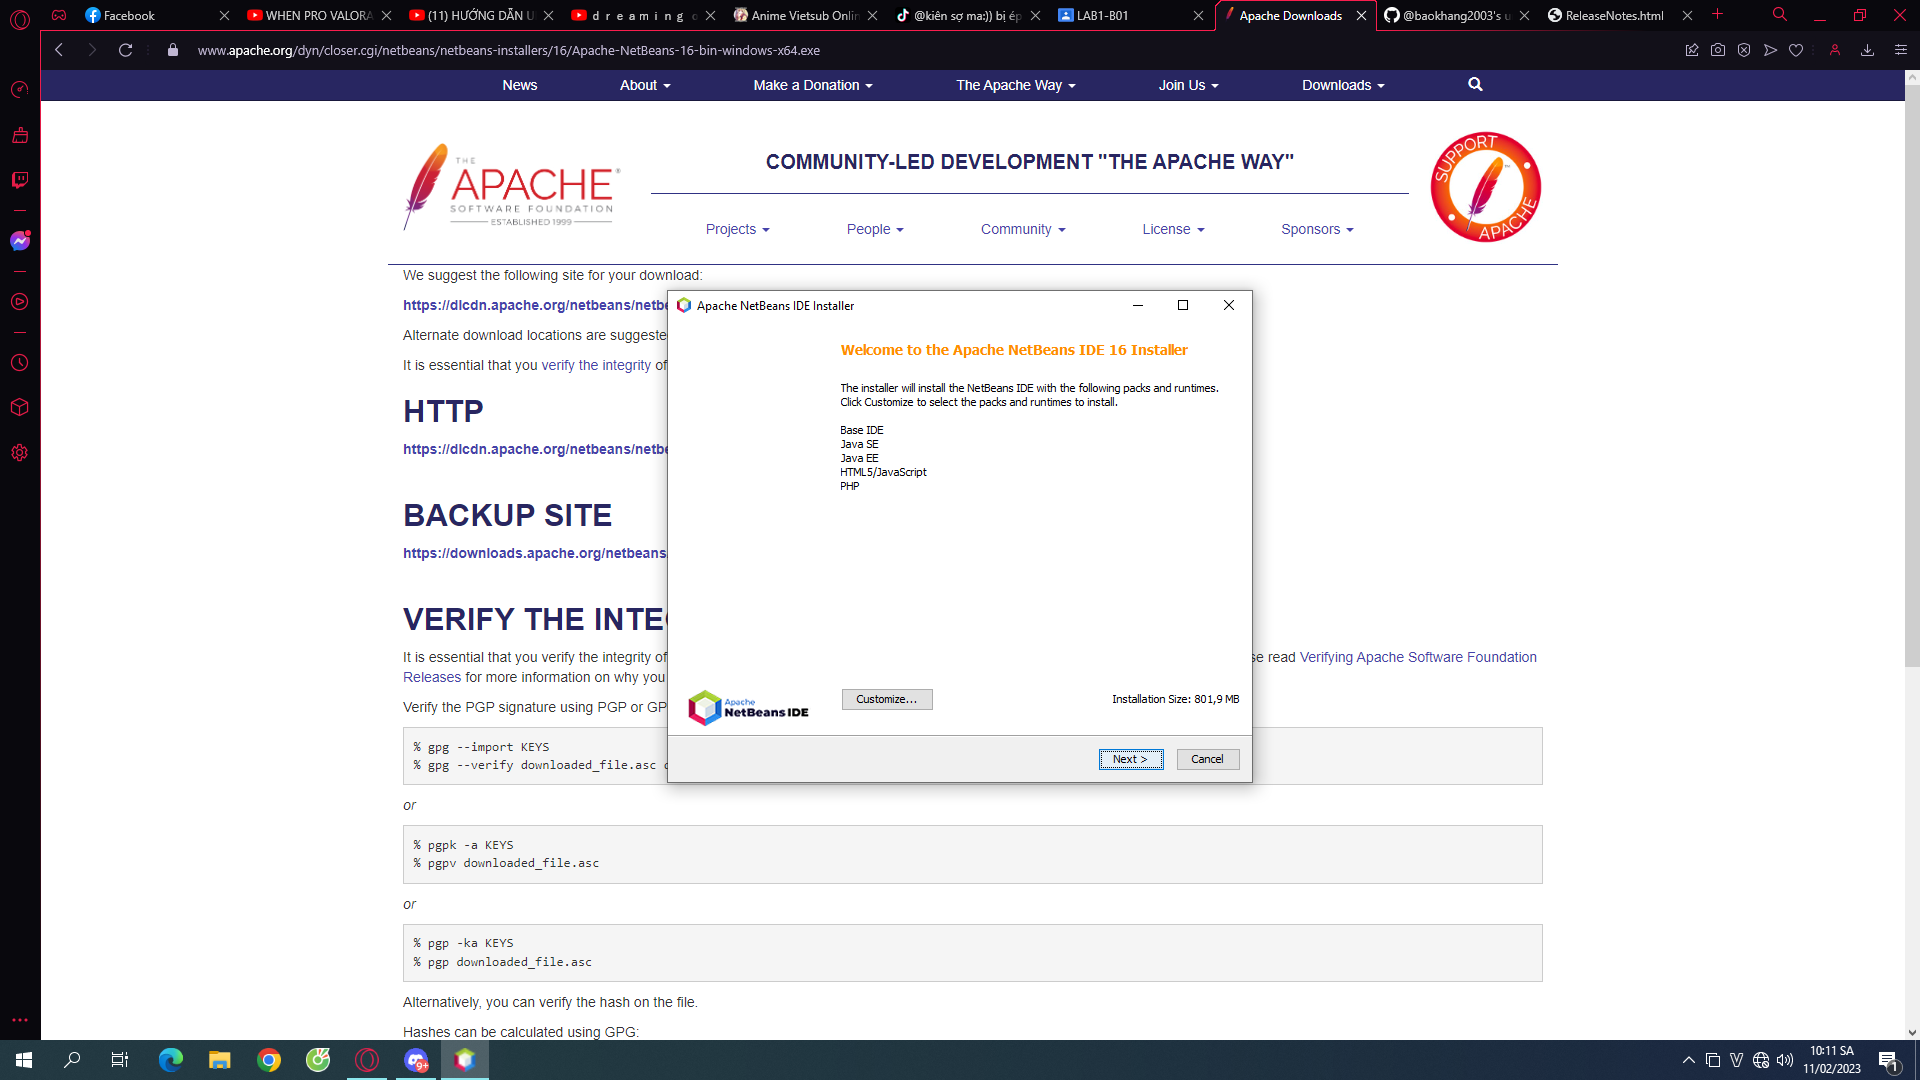 Facebook
WHEN PRO VALORA
(11) HƯỚNG DẪN U
d r e a m i n g
Anime Vietsub Onlin
@kiên sợ ma:)) bị ép
LAB1-B01
Apache Downloads
@baokhang2003's u
ReleaseNotes.html
www.apache.org/dyn/closer.cgi/netbeans/netbeans-installers/16/Apache-NetBeans-16-bin-windows-x64.exe
News
About
Make a Donation
The Apache Way
Join Us
Downloads
THE
APACHE
SOFTWARE FOUNDATION
ESTABLISHED 1999
COMMUNITY-LED DEVELOPMENT "THE APACHE WAY"
SUPPORT
APACHE
Projects
People
Community
License
Sponsors
We suggest the following site for your download:
https://dlcdn.apache.org/netbeans/netbe
Alternate download locations are suggeste
It is essential that you verify the integrity of
HTTP
https://dlcdn.apache.org/netbeans/netbe
BACKUP SITE
https://downloads.apache.org/netbeans
VERIFY THE INTEG
It is essential that you verify the integrity of
se read Verifying Apache Software Foundation
Releases for more information on why you
Verify the PGP signature using PGP or GP
% gpg --import KEYS
% gpg --verify downloaded_file.asc
or
% pgpk -a KEYS
% pgpv downloaded_file.asc
or
% pgp -ka KEYS
% pgp downloaded_file.asc
Alternatively, you can verify the hash on the file.
Hashes can be calculated using GPG:
Apache NetBeans IDE Installer
Welcome to the Apache NetBeans IDE 16 Installer
The installer will install the NetBeans IDE with the following packs and runtimes.
Click Customize to select the packs and runtimes to install.
Base IDE
Java SE
Java EE
HTML5/JavaScript
PHP
Apache
NetBeans IDE
Customize...
Installation Size: 801,9 MB
Next >
Cancel
9+
10:11 SA
11/02/2023
1